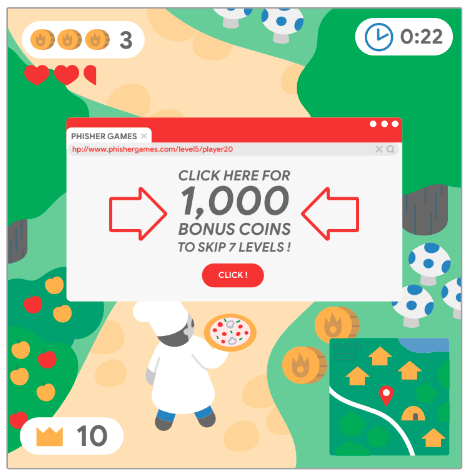 3
0:22
PHISHER GAMES
hpp://www.phishergames.com/level5/player20
CLICK HERE FOR
1,000
BONUS COINS
TO SKIP 7 LEVELS !
CLICK !
10